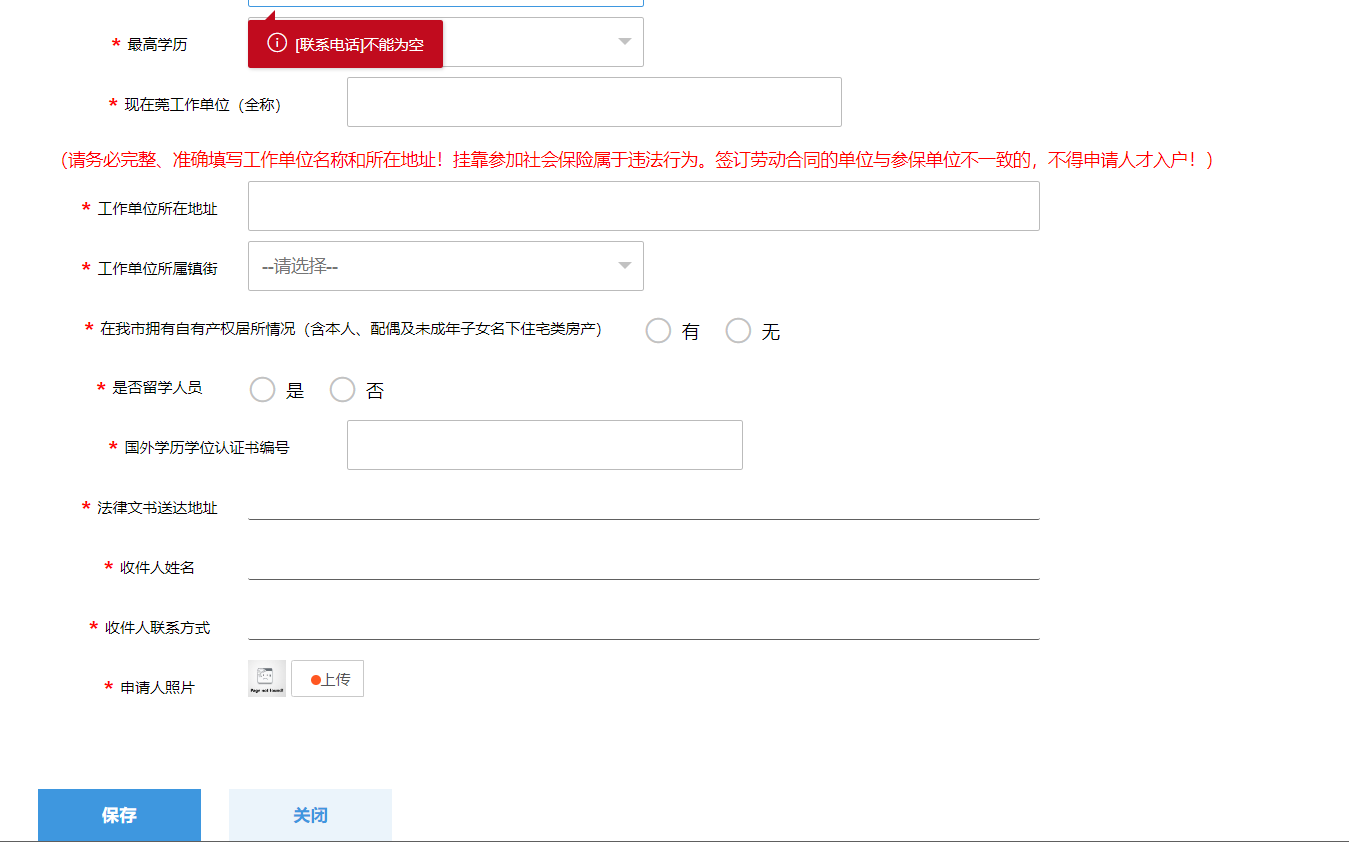 * 最高学历
[联系电话]不能为空
* 现在莞工作单位（全称）
（请务必完整、准确填写工作单位名称和所在地址！挂靠参加社会保险属于违法行为。签订劳动合同的单位与参保单位不一致的，不得申请人才入户！）
* 工作单位所在地址
* 工作单位所属镇街 --请选择--
* 在我市拥有自有产权居所情况（含本人、配偶及未成年子女名下住宅类房产） 有 无
* 是否留学人员 是 否
* 国外学历学位认证书编号
* 法律文书送达地址
* 收件人姓名
* 收件人联系方式
* 申请人照片 Page not found! 上传
保存 关闭